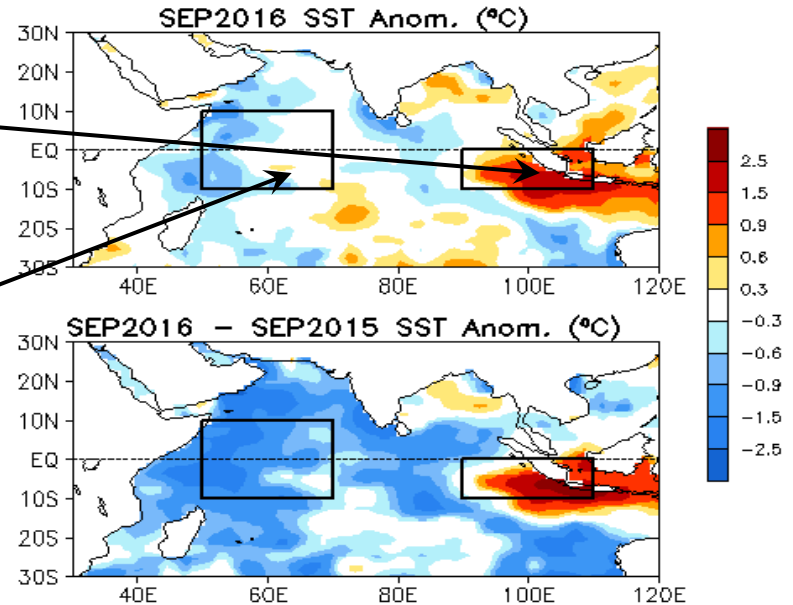 SEP2016 SST Anom. (°C)
30N
20N
10N
EQ
10S
20S
30S
40E 60E 80E 100E 120E
SEP2016 – SEP2015 SST Anom. (°C)
30N
20N
10N
EQ
10S
20S
30S
40E 60E 80E 100E 120E
2.5
1.5
0.9
0.6
0.3
−0.3
−0.6
−0.9
−1.5
−2.5